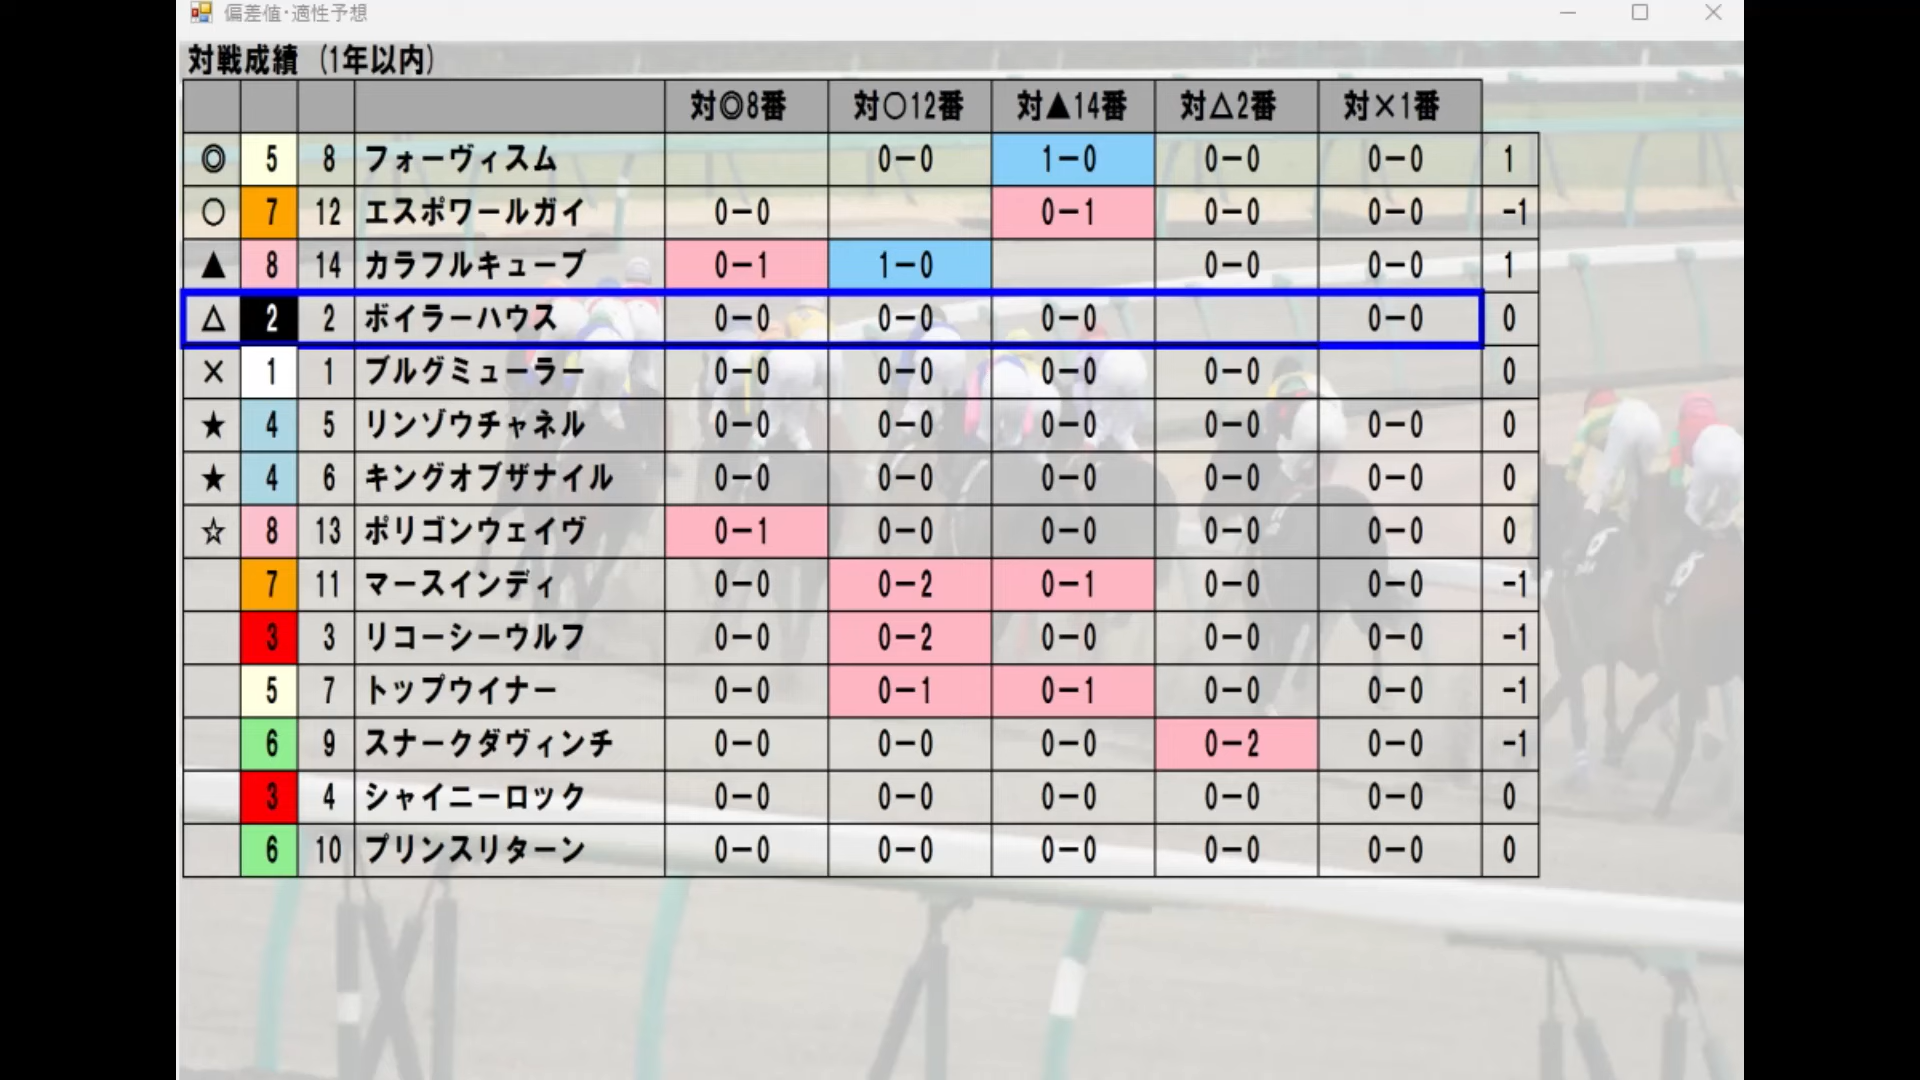 偏差値・適性予想
対戦成績 (1年以内)
対◎8番 対○12番 対▲14番 対△2番 対×1番
◎ 5 8 フォーヴィスム 0-0 1-0 0-0 0-0 1
○ 7 12 エスポワールガイ 0-0 0-1 0-0 0-0 -1
▲ 8 14 カラフルキューブ 0-1 1-0 0-0 0-0 1
△ 2 2 ボイラーハウス 0-0 0-0 0-0 0-0 0
× 1 1 ブルグミューラー 0-0 0-0 0-0 0-0 0
★ 4 5 リンゾウチャネル 0-0 0-0 0-0 0-0 0-0 0
★ 4 6 キングオブザナイル 0-0 0-0 0-0 0-0 0-0 0
☆ 8 13 ポリゴンウェイヴ 0-1 0-0 0-0 0-0 0-0 0
7 11 マースインディ 0-0 0-2 0-1 0-0 0-0 -1
3 3 リコーシーウルフ 0-0 0-2 0-0 0-0 0-0 -1
5 7 トップウイナー 0-0 0-1 0-1 0-0 0-0 -1
6 9 スナークダヴィンチ 0-0 0-0 0-0 0-2 0-0 -1
3 4 シャイニーロック 0-0 0-0 0-0 0-0 0-0 0
6 10 プリンスリターン 0-0 0-0 0-0 0-0 0-0 0